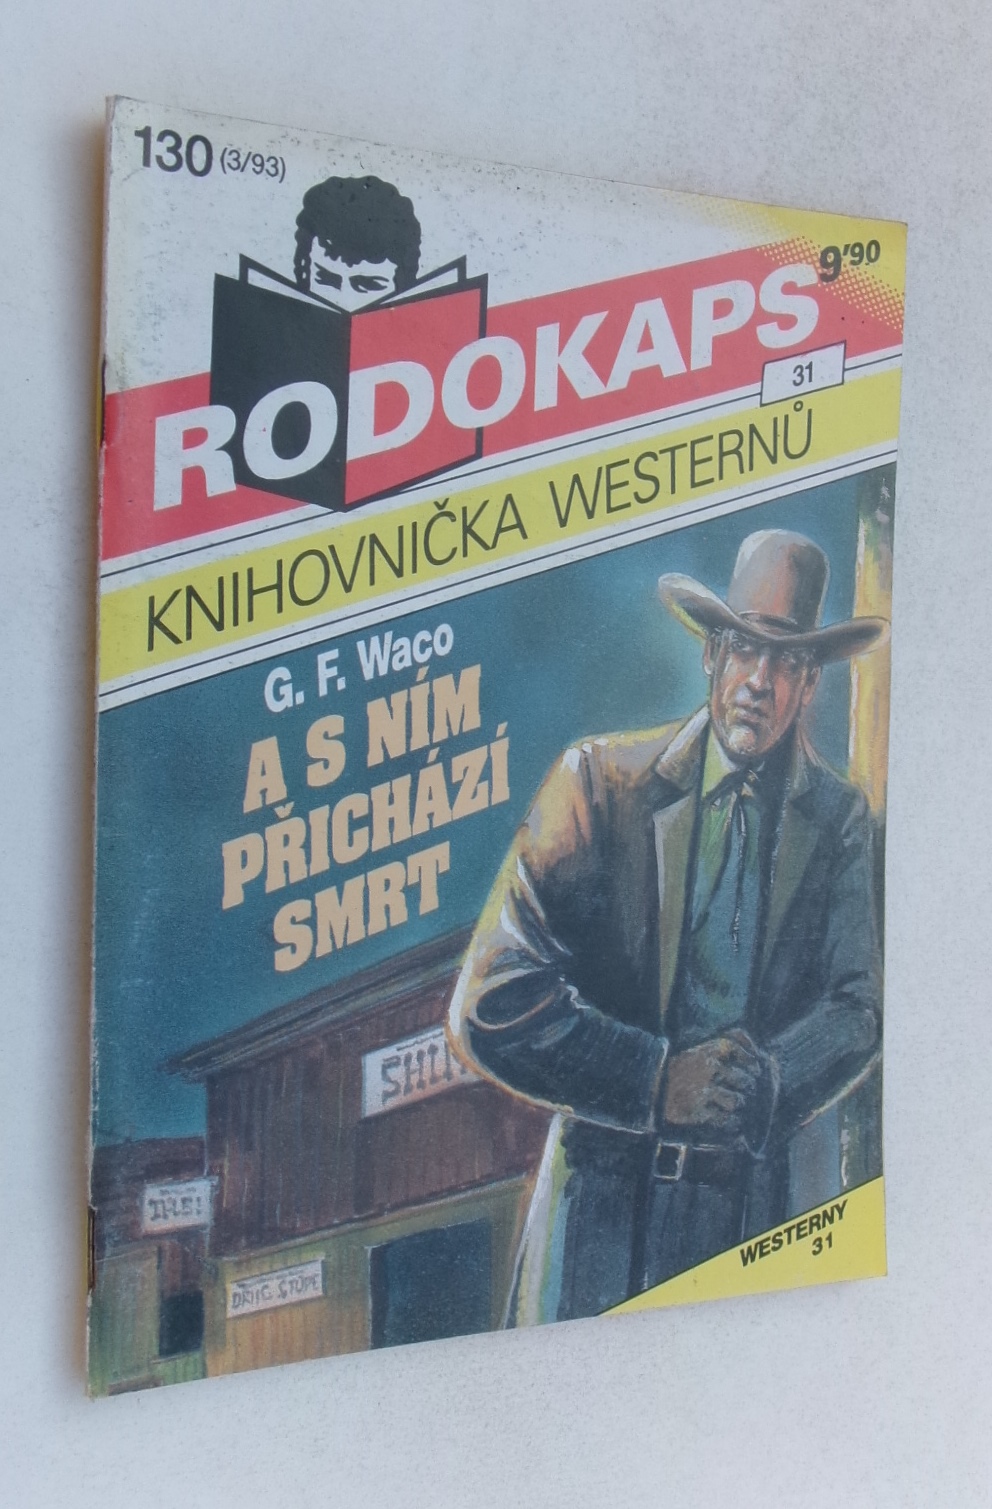 130 (3/93)
9'90
RODOKAPS
31
KNIHOVNIČKA WESTERNŮ
G. F. Waco
A S NÍM
PŘICHÁZÍ
SMRT
WESTERNY
31